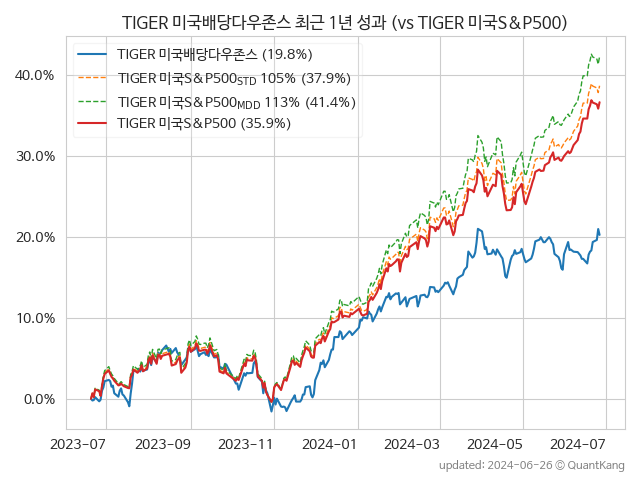 TIGER 미국배당다우존스 최근 1년 성과 (vs TIGER 미국S&P500)
TIGER 미국배당다우존스 (19.8%)
TIGER 미국S&P500STD 105% (37.9%)
TIGER 미국S&P500MDD 113% (41.4%)
TIGER 미국S&P500 (35.9%)
40.0%
30.0%
20.0%
10.0%
0.0%
2023-07 2023-09 2023-11 2024-01 2024-03 2024-05 2024-07
updated: 2024-06-26 ⓒ QuantKang